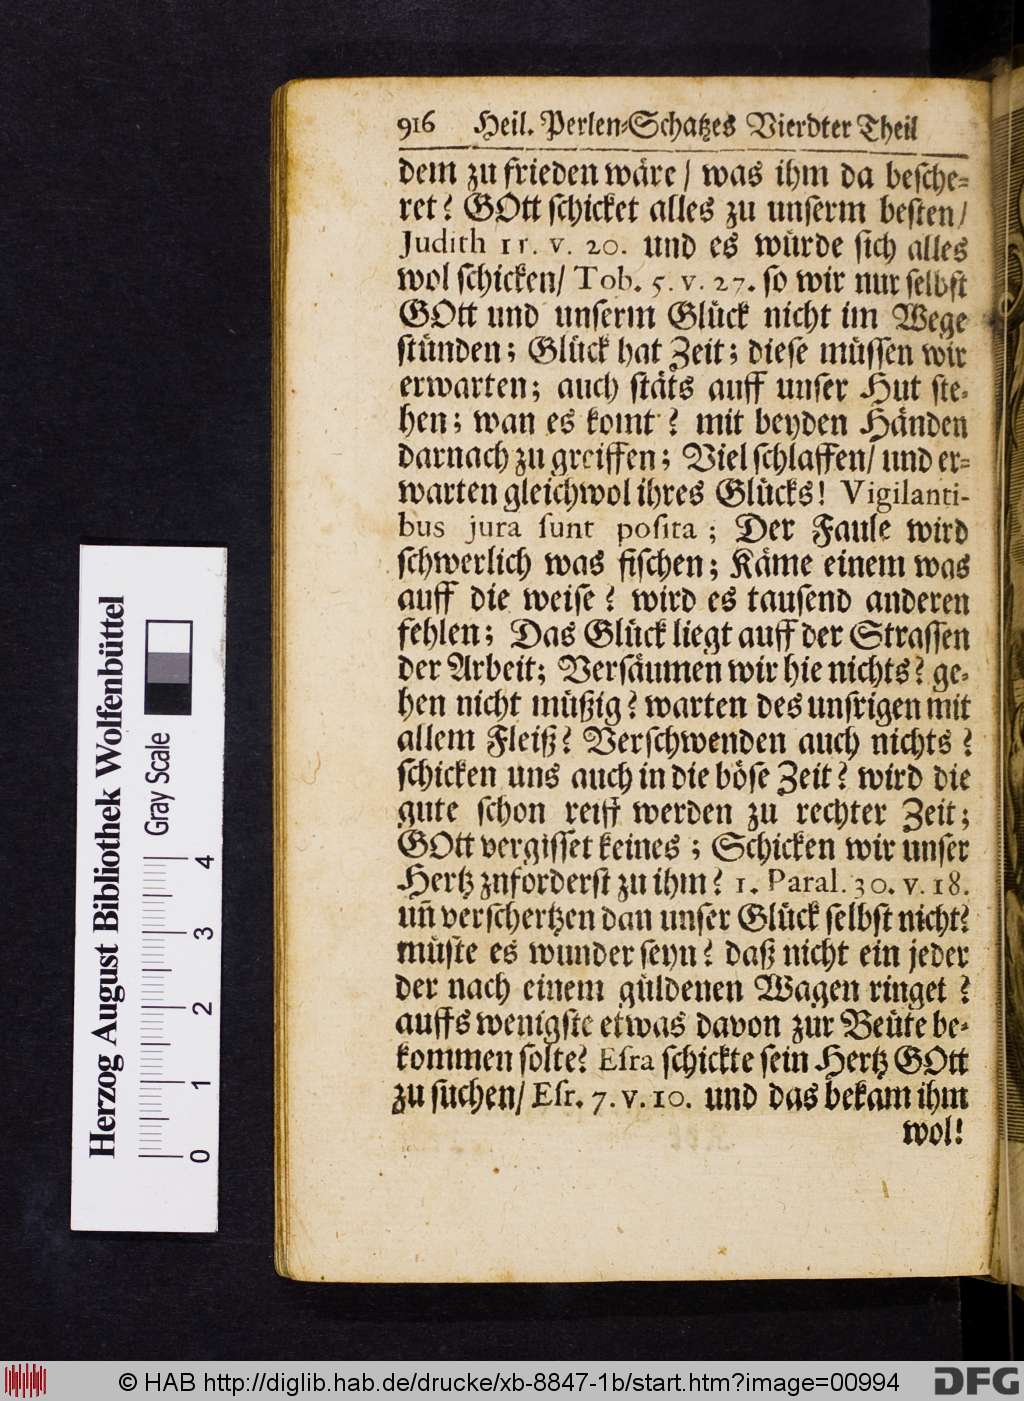 916 Heil. Perlen-Schatzes Vierdter Theil
dem zu frieden wäre / was ihm da besche-
ret? GOtt schicket alles zu unserm besten /
Judith 11. v. 20. und es würde sich alles
wol schicken / Tob. 5. v. 27. so wir nur selbst
GOtt und unserm Glück nicht im Wege
stünden; Glück hat Zeit; diese müssen wir
erwarten; auch stäts auff unser Hut ste-
hen; wan es komt? mit beyden Händen
darnach zu greiffen; Viel schlaffen / und er-
warten gleichwol ihres Glücks! Vigilanti-
bus jura sunt posita; Der Faule wird
schwerlich was fischen; Käme einem was
auff die weise? wird es tausend anderen
fehlen; Das Glück liegt auff der Strassen
der Arbeit; Versäumen wir hie nichts? ge-
hen nicht müßig? warten des unsrigen mit
allem Fleiß? Verschwenden auch nichts?
schicken uns auch in die böse Zeit? wird die
gute schon reiff werden zu rechter Zeit;
GOtt vergisset keines; Schicken wir unser
Hertz znforderst zu ihm? 1. Paral. 30. v. 18.
uñ verschertzen dan unser Glück selbst nicht?
müste es wunder seyn? daß nicht ein jeder
der nach einem güldenen Wagen ringet?
auffs wenigste etwas davon zur Beüte be-
kommen solte? Esra schickte sein Hertz GOtt
zu suchen / Esr. 7. v. 10. und das bekam ihm
wol!
Herzog August Bibliothek Wolfenbüttel
Gray Scale
0 1 2 3 4
© HAB http://diglib.hab.de/drucke/xb-8847-1b/start.htm?image=00994
DFG